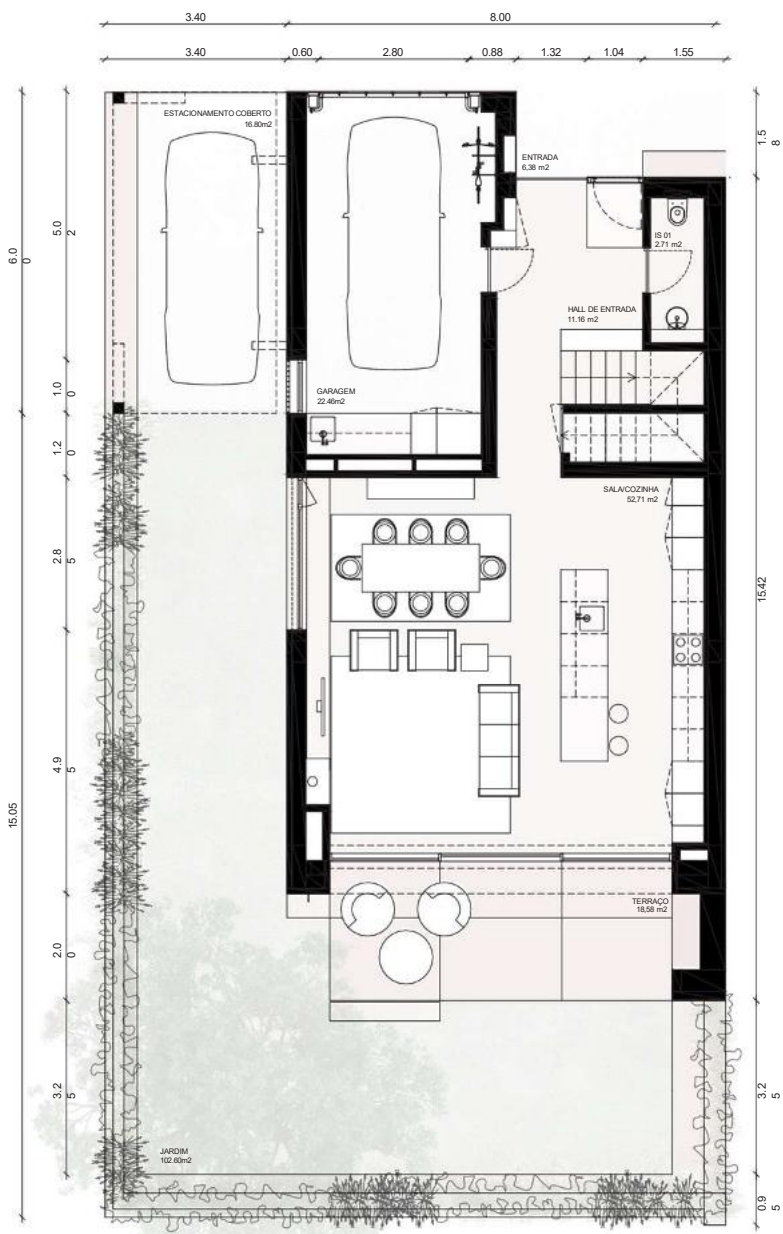 3.40
8.00
3.40
0.60
2.80
0.88
1.32
1.04
1.55
ESTACIONAMENTO COBERTO
16.80m2
ENTRADA
6,38 m2
1.5
8
6.0
0
5.0
2
IS 01
2.71 m2
HALL DE ENTRADA
11.16 m2
GARAGEM
22.46m2
1.0
0
1.2
0
SALA/COZINHA
52,71 m2
2.8
5
15.42
4.9
5
15.05
TERRAÇO
18,58 m2
2.0
0
3.2
5
3.2
5
JARDIM
102.60m2
0.9
5